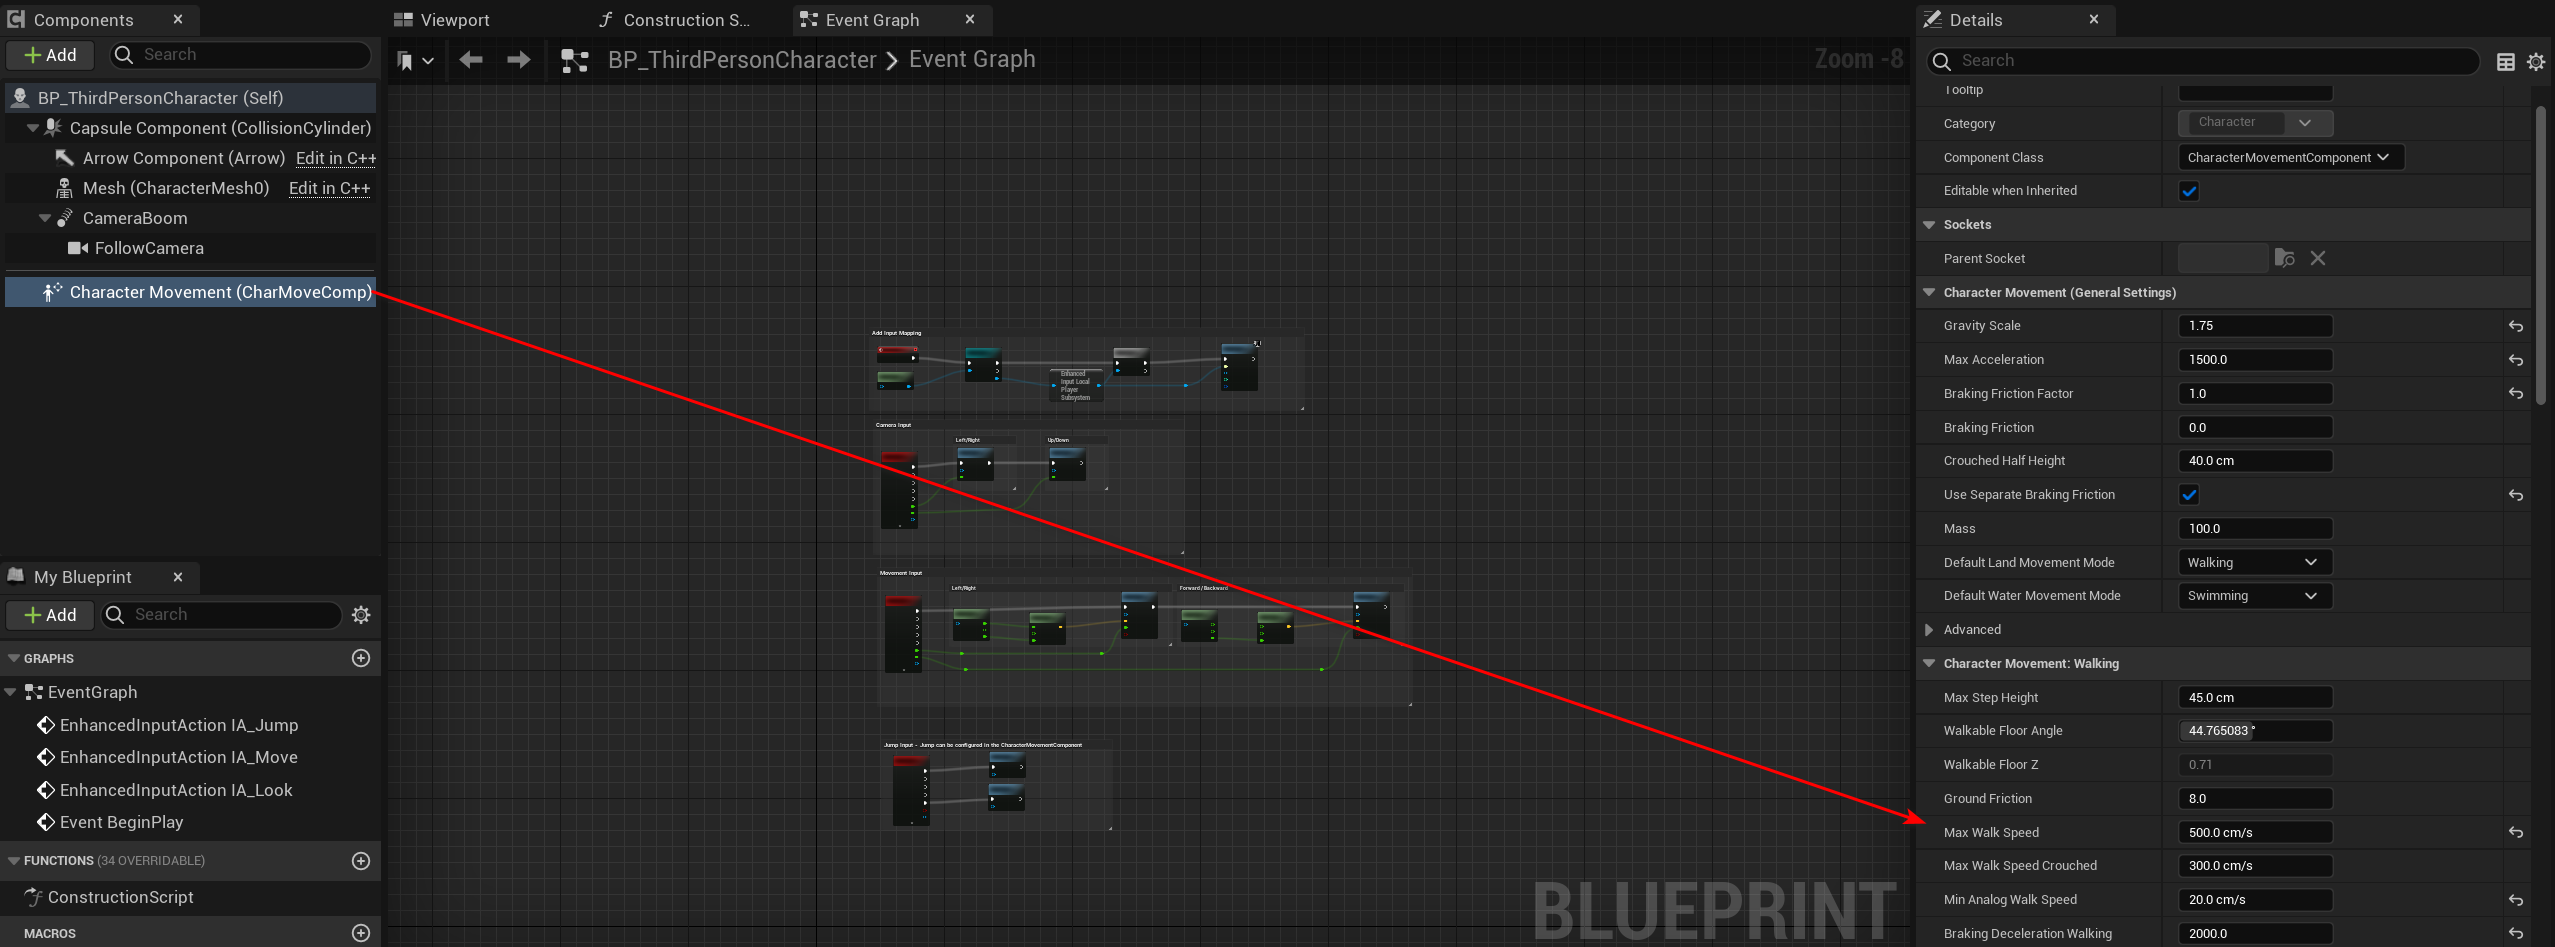 Components
Add
Search
BP_ThirdPersonCharacter (Self)
Capsule Component (CollisionCylinder)
Arrow Component (Arrow) Edit in C++
Mesh (CharacterMesh0) Edit in C++
CameraBoom
FollowCamera
Character Movement (CharMoveComp)
My Blueprint
Add
Search
GRAPHS
EventGraph
EnhancedInputAction IA_Jump
EnhancedInputAction IA_Move
EnhancedInputAction IA_Look
Event BeginPlay
FUNCTIONS (34 OVERRIDABLE)
ConstructionScript
MACROS
Viewport
Construction S...
Event Graph
BP_ThirdPersonCharacter > Event Graph
Zoom -8
Add Input Mapping
Enhanced
Input Local
Player
Subsystem
Camera Input
Left/Right
Up/Down
Movement Input
Left/Right
Forward/Backward
Jump Input - Jump can be configured in the CharacterMovementComponent
BLUEPRINT
Details
Search
Tooltip
Category Character
Component Class CharacterMovementComponent
Editable when Inherited
Sockets
Parent Socket
Character Movement (General Settings)
Gravity Scale 1.75
Max Acceleration 1500.0
Braking Friction Factor 1.0
Braking Friction 0.0
Crouched Half Height 40.0 cm
Use Separate Braking Friction
Mass 100.0
Default Land Movement Mode Walking
Default Water Movement Mode Swimming
Advanced
Character Movement: Walking
Max Step Height 45.0 cm
Walkable Floor Angle 44.765083 °
Walkable Floor Z 0.71
Ground Friction 8.0
Max Walk Speed 500.0 cm/s
Max Walk Speed Crouched 300.0 cm/s
Min Analog Walk Speed 20.0 cm/s
Braking Deceleration Walking 2000.0